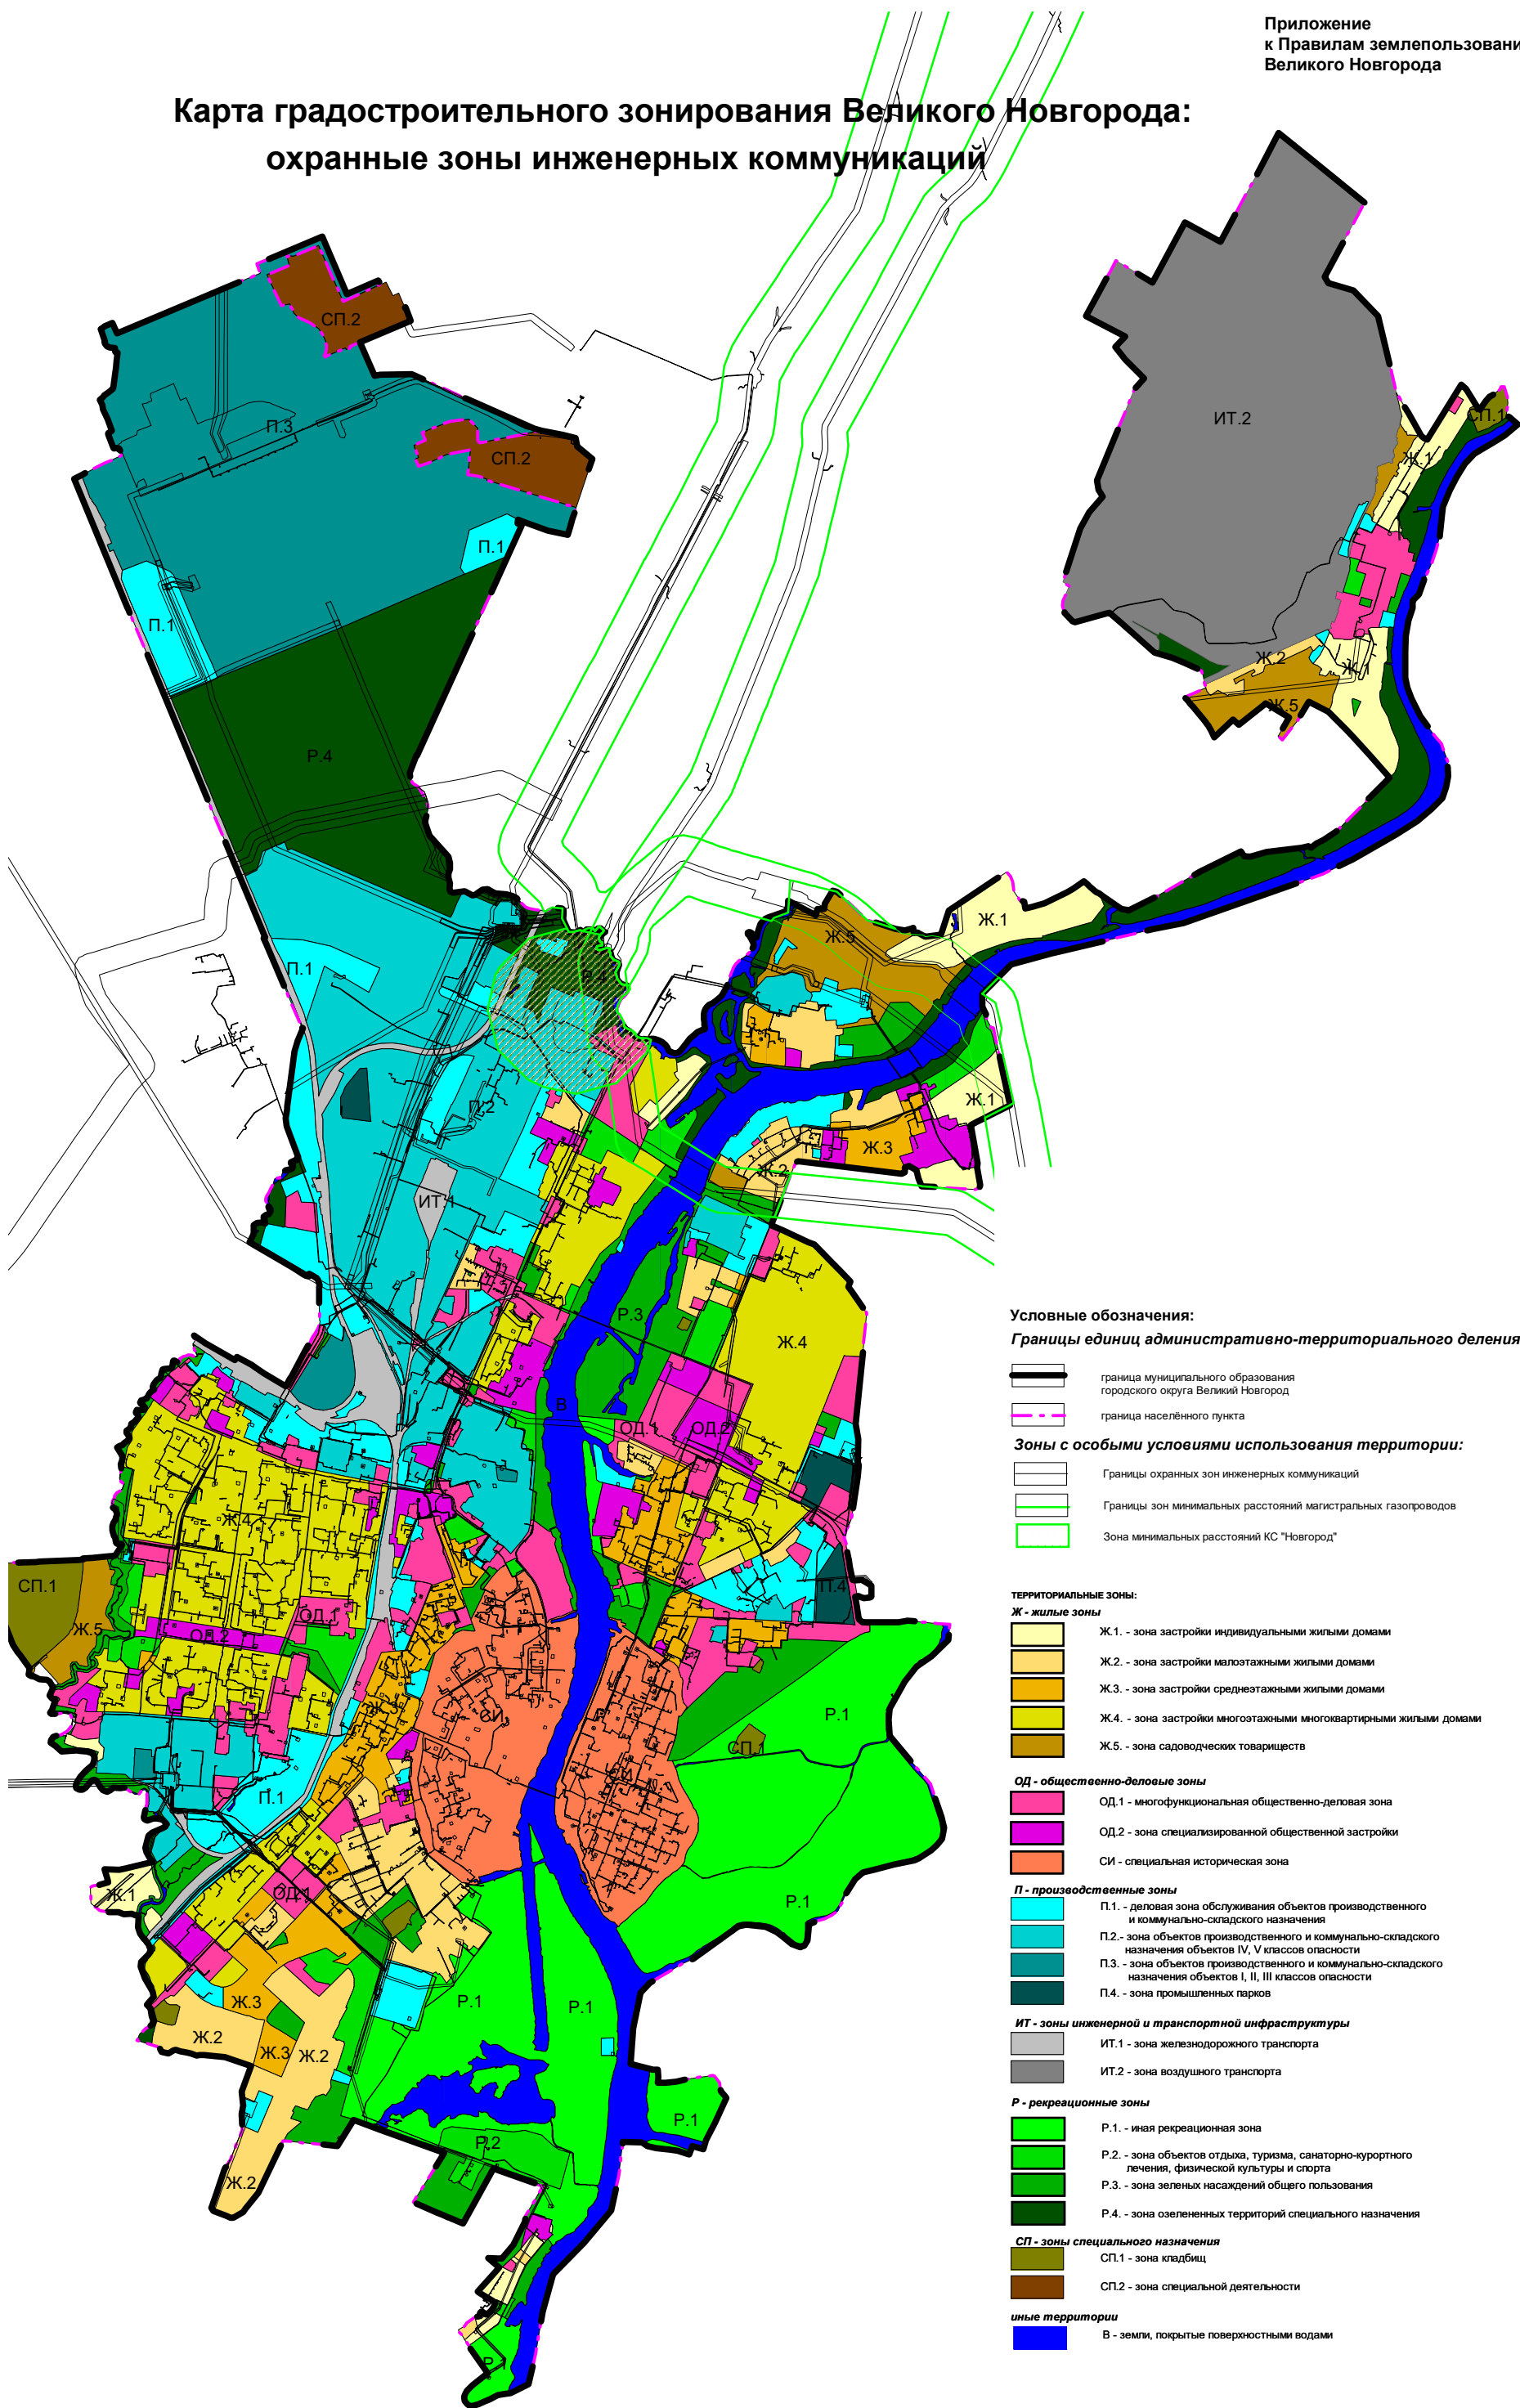 Приложение
к Правилам землепользовани
Великого Новгорода
Карта градостроительного зонирования Великого Новгорода:
охранные зоны инженерных коммуникаций
СП.2
П.3
СП.2
П.1
П.1
Р.4
ИТ.2
СП.1
Ж.1
Ж.2
Ж.1
Ж.5
Ж.5
Ж.1
П.1
Р.4
П.2
Ж.1
Ж.3
Ж.2
ИТ.1
Р.3
Ж.4
В
ОД.1
ОД.2
Ж.4
СП.1
Ж.5
ОД.1
ОД.2
П.4
СИ
Р.1
СП.1
СИ
П.1
Ж.1
ОД.1
Р.1
Р.1
Р.1
Ж.3
Ж.2
Ж.3
Ж.2
Р.1
Р.2
Ж.2
Р.1
Условные обозначения:
Границы единиц административно-территориального деления
граница муниципального образования
городского округа Великий Новгород
граница населённого пункта
Зоны с особыми условиями использования территории:
Границы охранных зон инженерных коммуникаций
Границы зон минимальных расстояний магистральных газопроводов
Зона минимальных расстояний КС "Новгород"
ТЕРРИТОРИАЛЬНЫЕ ЗОНЫ:
Ж - жилые зоны
Ж.1. - зона застройки индивидуальными жилыми домами
Ж.2. - зона застройки малоэтажными жилыми домами
Ж.3. - зона застройки среднеэтажными жилыми домами
Ж.4. - зона застройки многоэтажными многоквартирными жилыми домами
Ж.5. - зона садоводческих товариществ
ОД - общественно-деловые зоны
ОД.1 - многофункциональная общественно-деловая зона
ОД.2 - зона специализированной общественной застройки
СИ - специальная историческая зона
П - производственные зоны
П.1. - деловая зона обслуживания объектов производственного
и коммунально-складского назначения
П.2.- зона объектов производственного и коммунально-складского
назначения объектов IV, V классов опасности
П.3. - зона объектов производственного и коммунально-складского
назначения объектов I, II, III классов опасности
П.4. - зона промышленных парков
ИТ - зоны инженерной и транспортной инфраструктуры
ИТ.1 - зона железнодорожного транспорта
ИТ.2 - зона воздушного транспорта
Р - рекреационные зоны
Р.1. - иная рекреационная зона
Р.2. - зона объектов отдыха, туризма, санаторно-курортного
лечения, физической культуры и спорта
Р.3. - зона зеленых насаждений общего пользования
Р.4. - зона озелененных территорий специального назначения
СП - зоны специального назначения
СП.1 - зона кладбищ
СП.2 - зона специальной деятельности
иные территории
В - земли, покрытые поверхностными водами